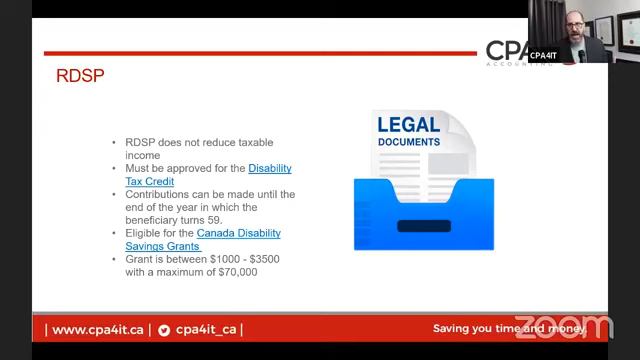 CPA4IT
ACCOUNTING
CPA4IT
RDSP
• RDSP does not reduce taxable
income
• Must be approved for the Disability
Tax Credit
• Contributions can be made until the
end of the year in which the
beneficiary turns 59.
• Eligible for the Canada Disability
Savings Grants
• Grant is between $1000 - $3500
with a maximum of $70,000
LEGAL
DOCUMENTS
| www.cpa4it.ca | cpa4it_ca |
Saving you time and money.
zoom